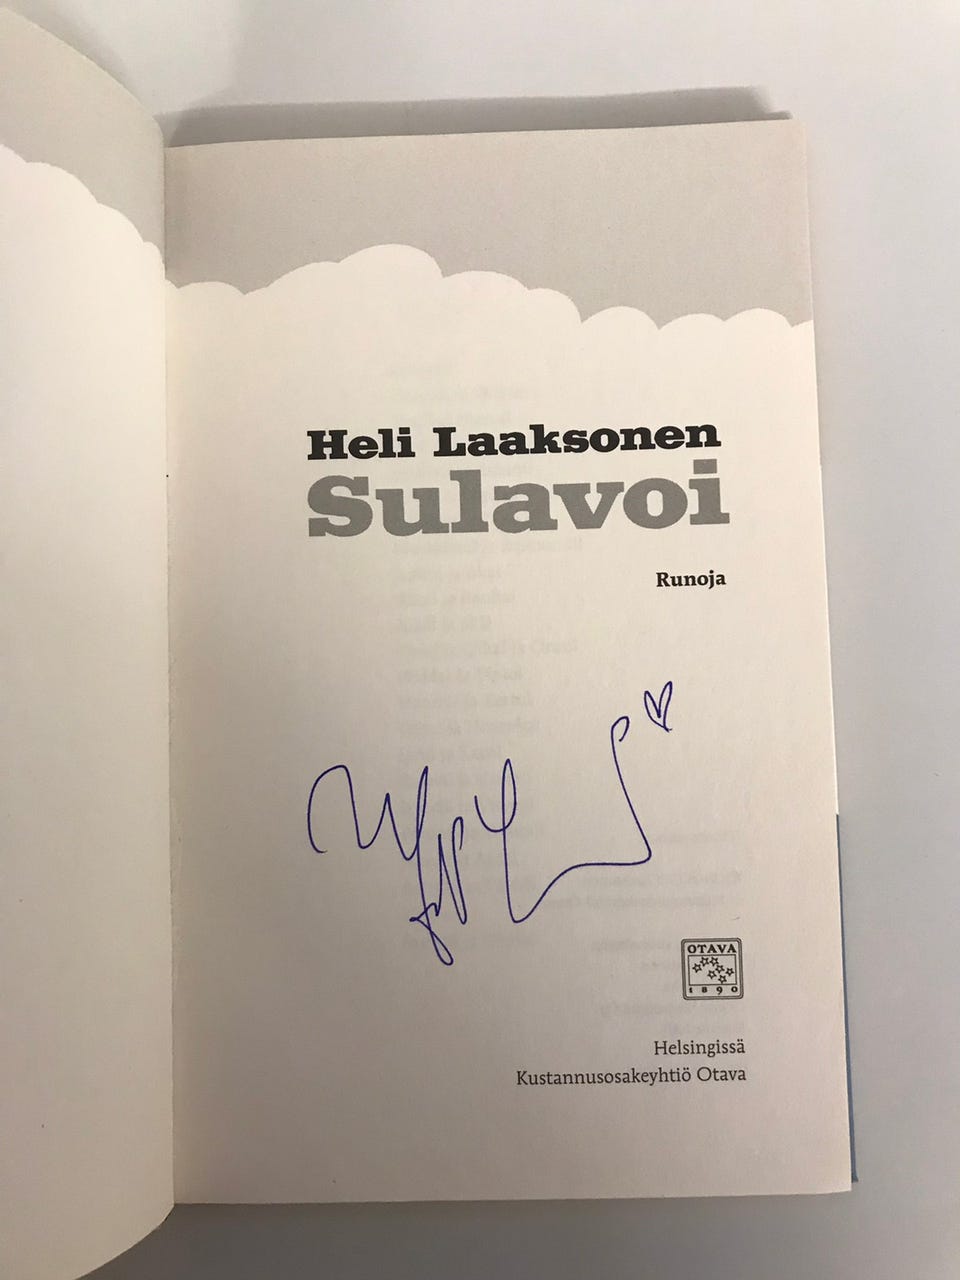 Heli Laaksonen
Sulavoi
Runoja
OTAVA
1890
Helsingissä
Kustannusosakeyhtiö Otava